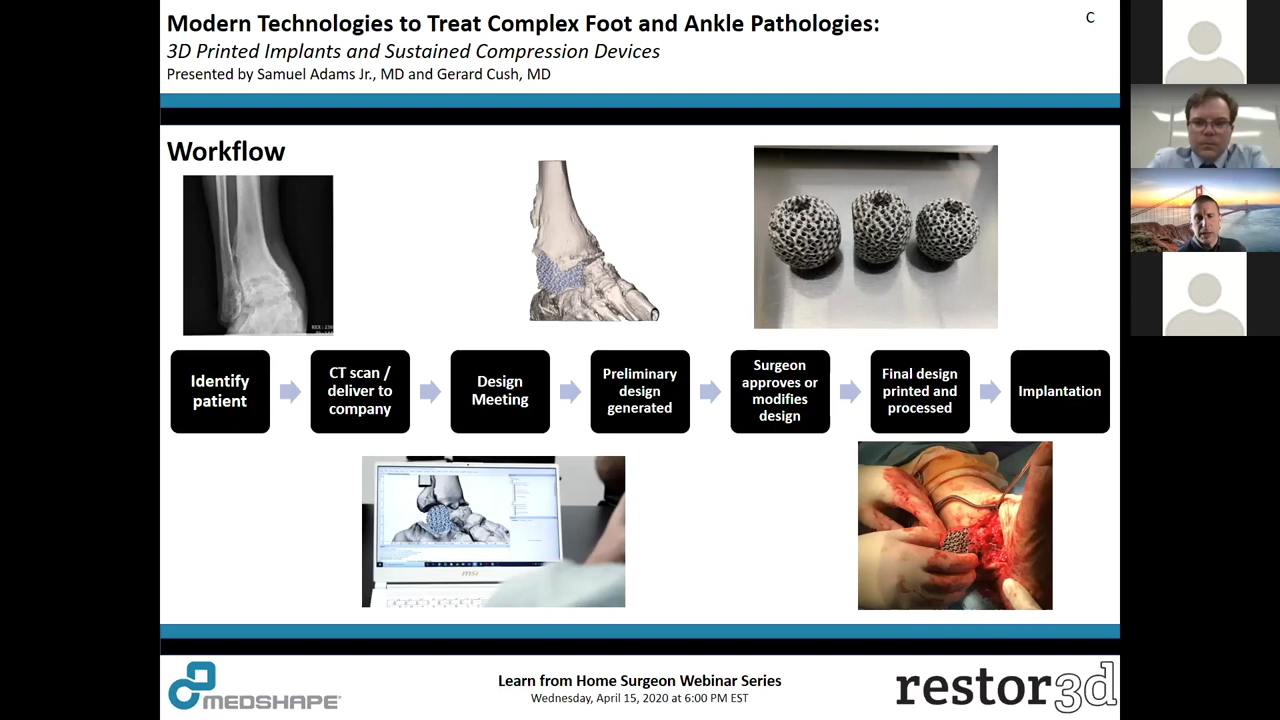 Modern Technologies to Treat Complex Foot and Ankle Pathologies:
C
3D Printed Implants and Sustained Compression Devices
Presented by Samuel Adams Jr., MD and Gerard Cush, MD
Workflow
Identify
patient
CT scan /
deliver to
company
Design
Meeting
Preliminary
design
generated
Surgeon
approves or
modifies
design
Final design
printed and
processed
Implantation
msi
MEDSHAPE
Learn from Home Surgeon Webinar Series
Wednesday, April 15, 2020 at 6:00 PM EST
restor3d